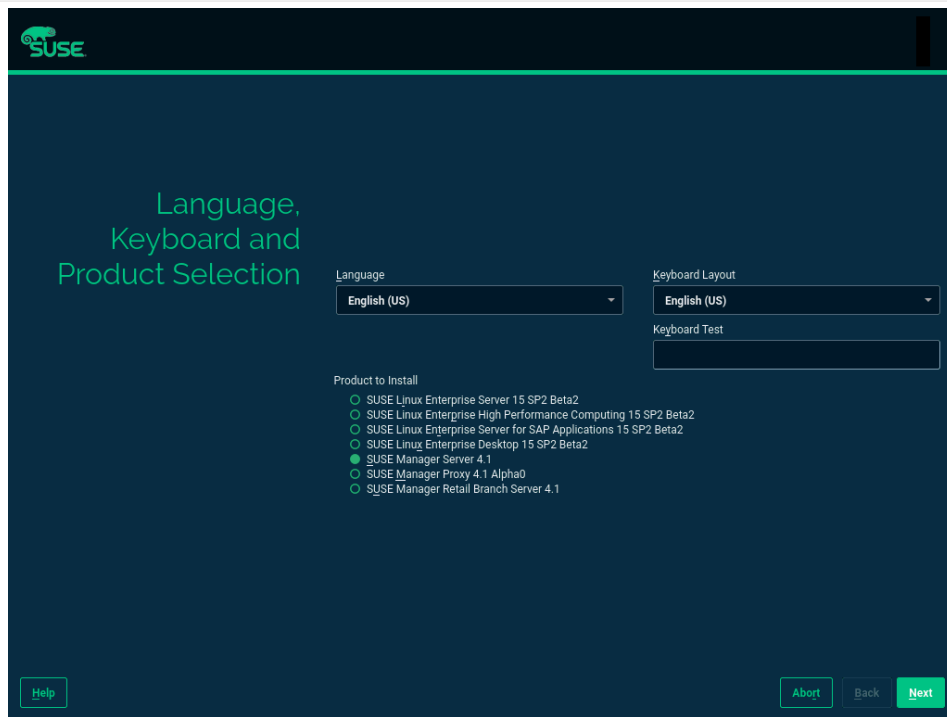 SUSE
Language,
Keyboard and
Product Selection
Language
Keyboard Layout
English (US)
English (US)
Keyboard Test
Product to Install
SUSE Linux Enterprise Server 15 SP2 Beta2
SUSE Linux Enterprise High Performance Computing 15 SP2 Beta2
SUSE Linux Enterprise Server for SAP Applications 15 SP2 Beta2
SUSE Linux Enterprise Desktop 15 SP2 Beta2
SUSE Manager Server 4.1
SUSE Manager Proxy 4.1 Alpha0
SUSE Manager Retail Branch Server 4.1
Help
Abort
Back
Next